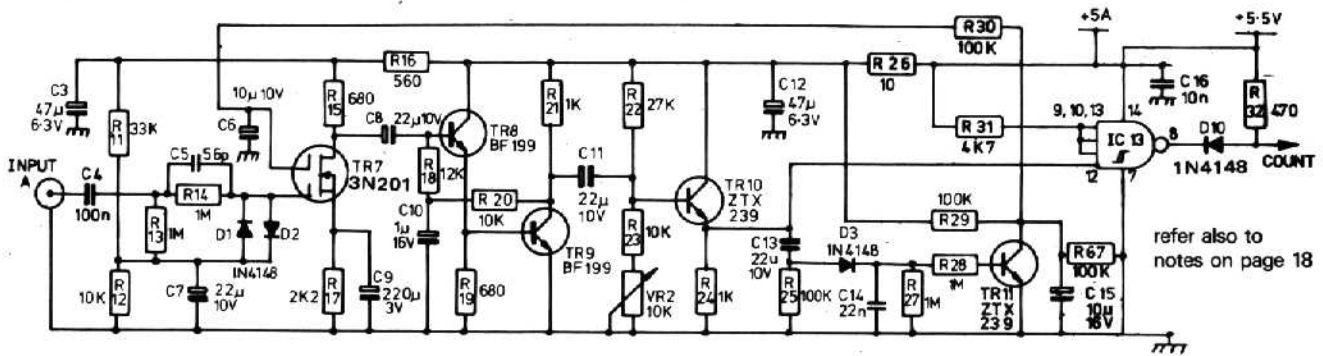 R30
100K
+5A
+5·5V
R16
560
R26
10
C3
47µ
6·3V
R11
33K
10µ 10V
C6
R15
680
C8
22µ10V
TR8
BF199
R21
1K
R22
27K
C12
47µ
6·3V
C16
10n
R32
470
9, 10, 13
14
R31
4K7
IC 13
8
D10
1N4148
COUNT
12
7
INPUT
A
C4
100n
C5
56p
R14
1M
TR7
3N201
R18
12K
R20
10K
C11
22µ
10V
TR10
ZTX
239
R13
1M
D1
D2
1N4148
C10
1µ
16V
TR9
BF199
R23
10K
C13
22µ
10V
D3
1N4148
100K
R29
R67
100K
refer also to
notes on page 18
10K
R12
C7
22µ
10V
2K2
R17
C9
220µ
3V
R19
680
VR2
10K
R24
1K
R25
100K
C14
22n
R27
1M
R28
1M
TR11
ZTX
239
C15
10µ
16V